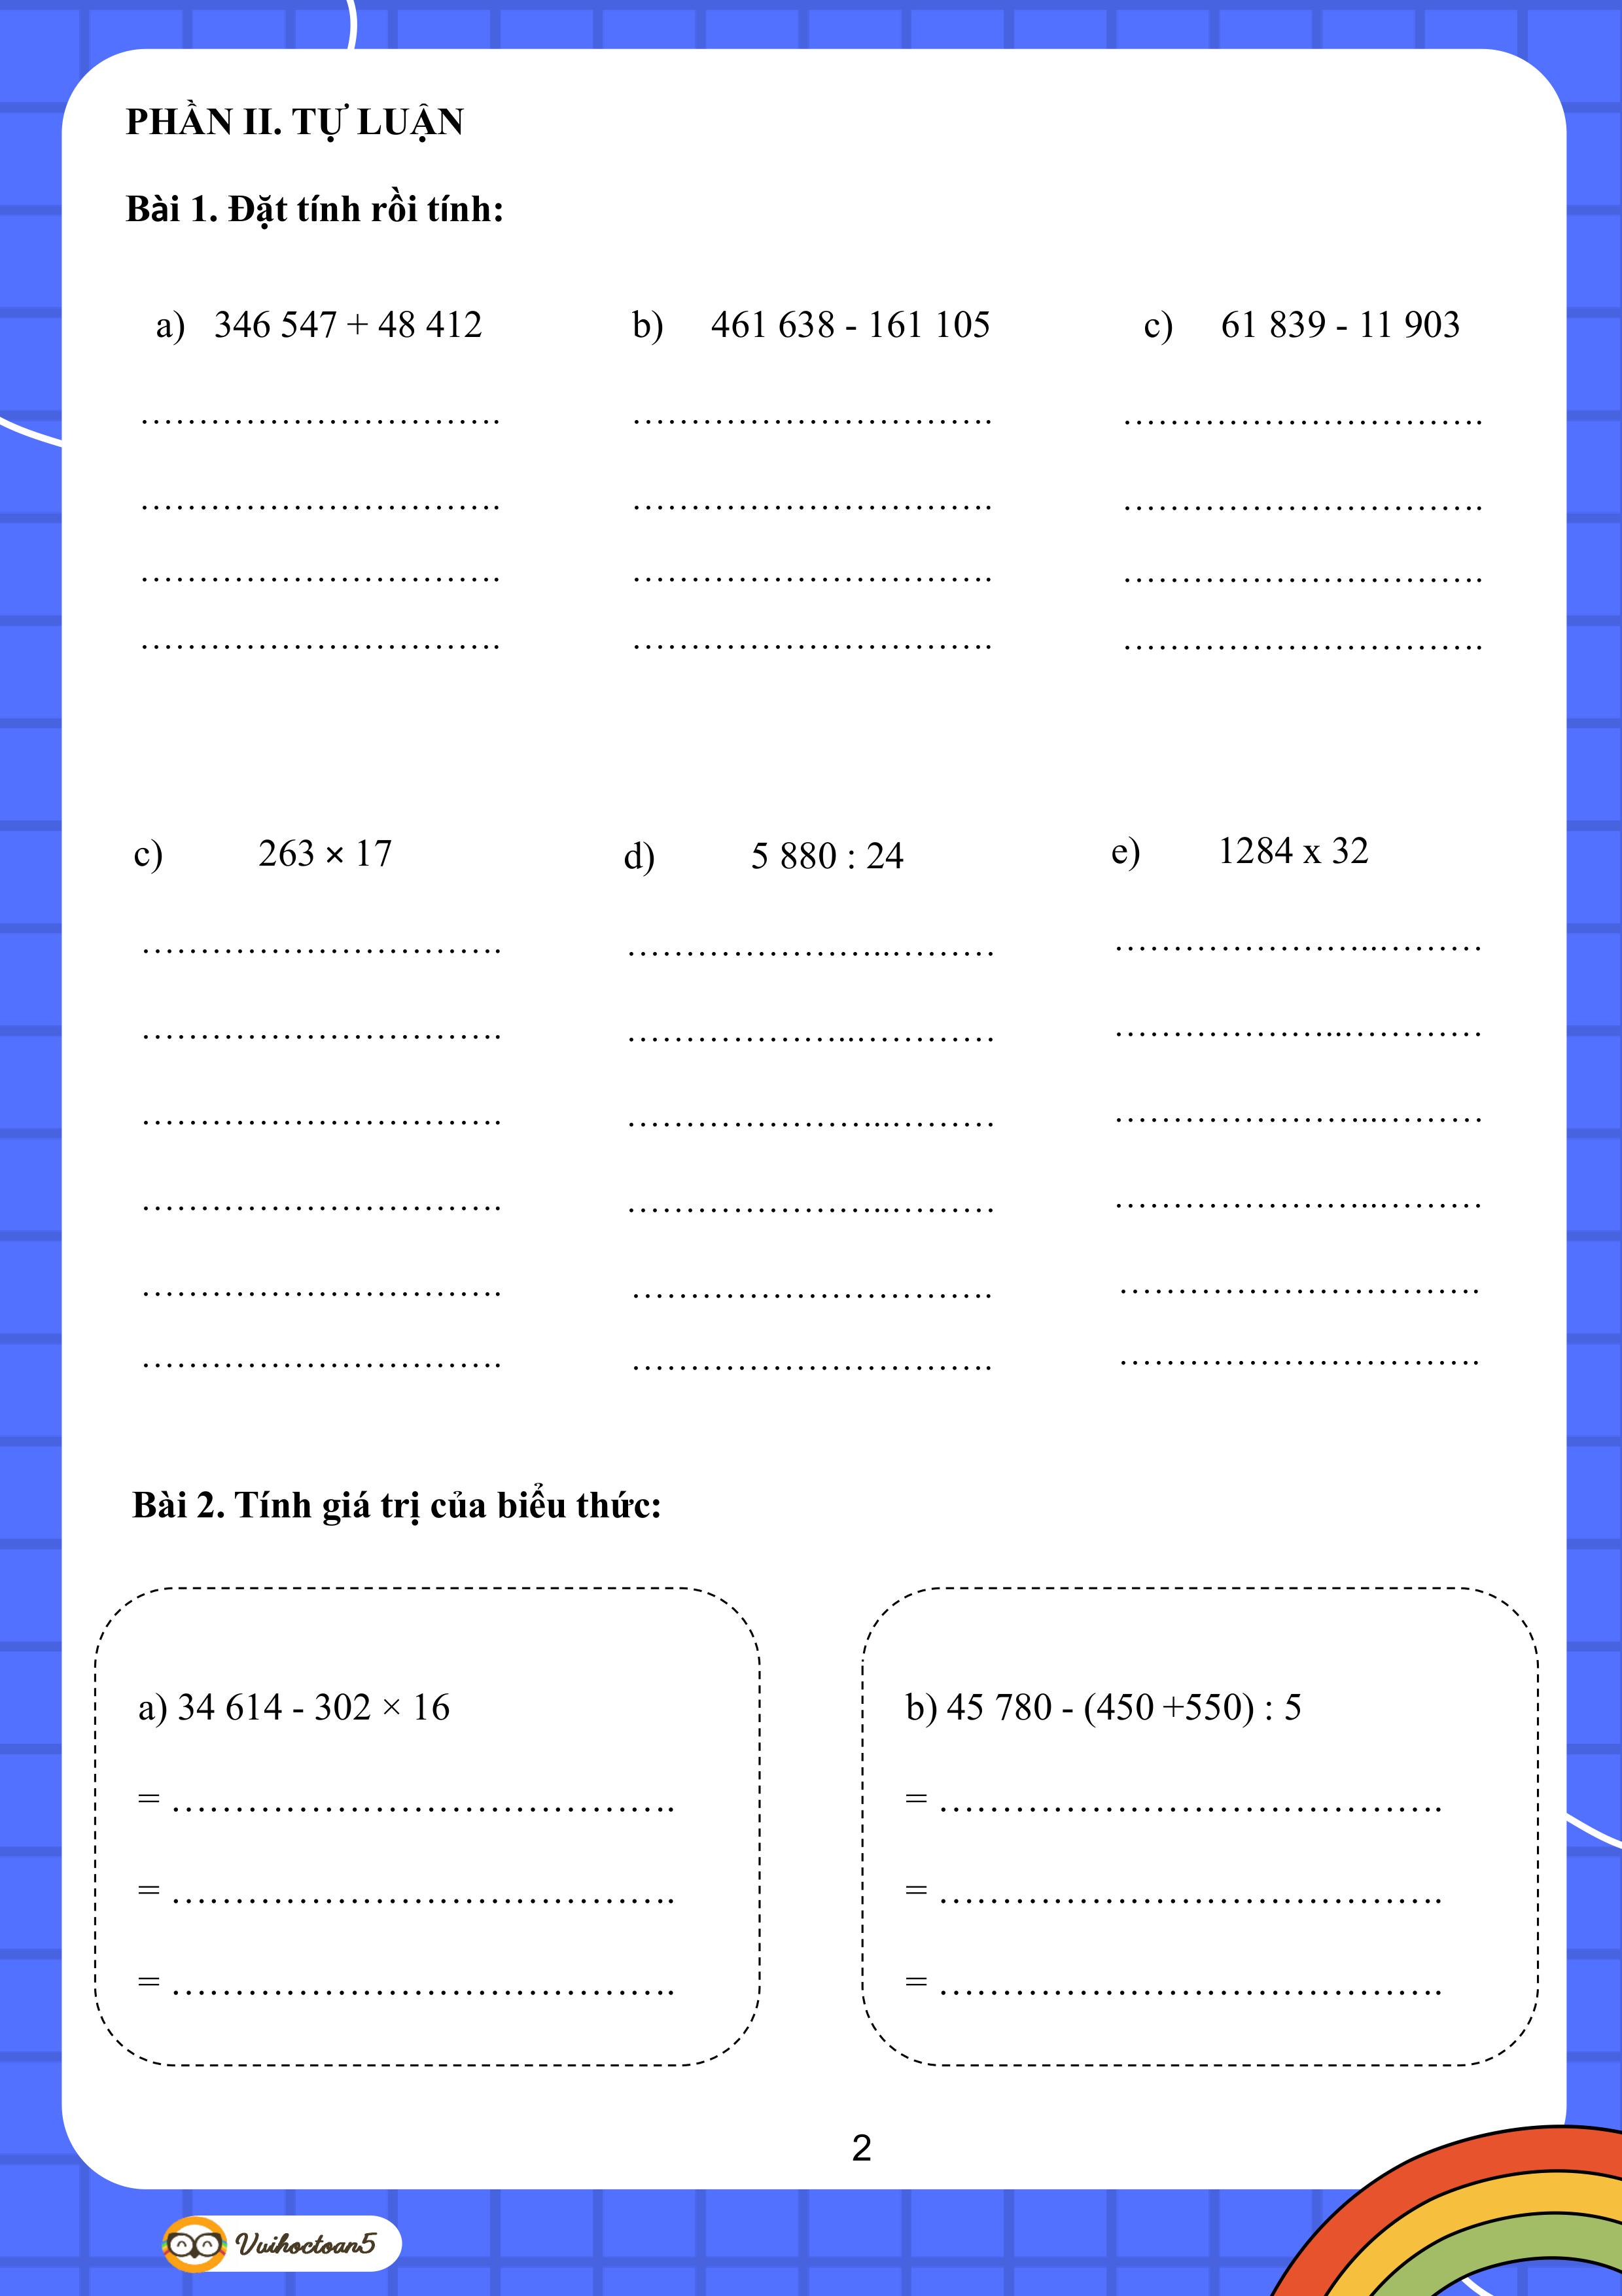 PHẦN II. TỰ LUẬN
Bài 1. Đặt tính rồi tính:
a) 346 547 + 48 412 b) 461 638 - 161 105 c) 61 839 - 11 903
................................ ................................ ................................
................................ ................................ ................................
................................ ................................ ................................
................................ ................................ ................................
c) 263 × 17 d) 5 880 : 24 e) 1284 x 32
................................ ................................ ................................
................................ ................................ ................................
................................ ................................ ................................
................................ ................................ ................................
................................ ................................ ................................
................................ ................................ ................................
Bài 2. Tính giá trị của biểu thức:
a) 34 614 - 302 × 16 b) 45 780 - (450 +550) : 5
= ........................................ = ........................................
= ........................................ = ........................................
= ........................................ = ........................................
2
Vuihoctoan5